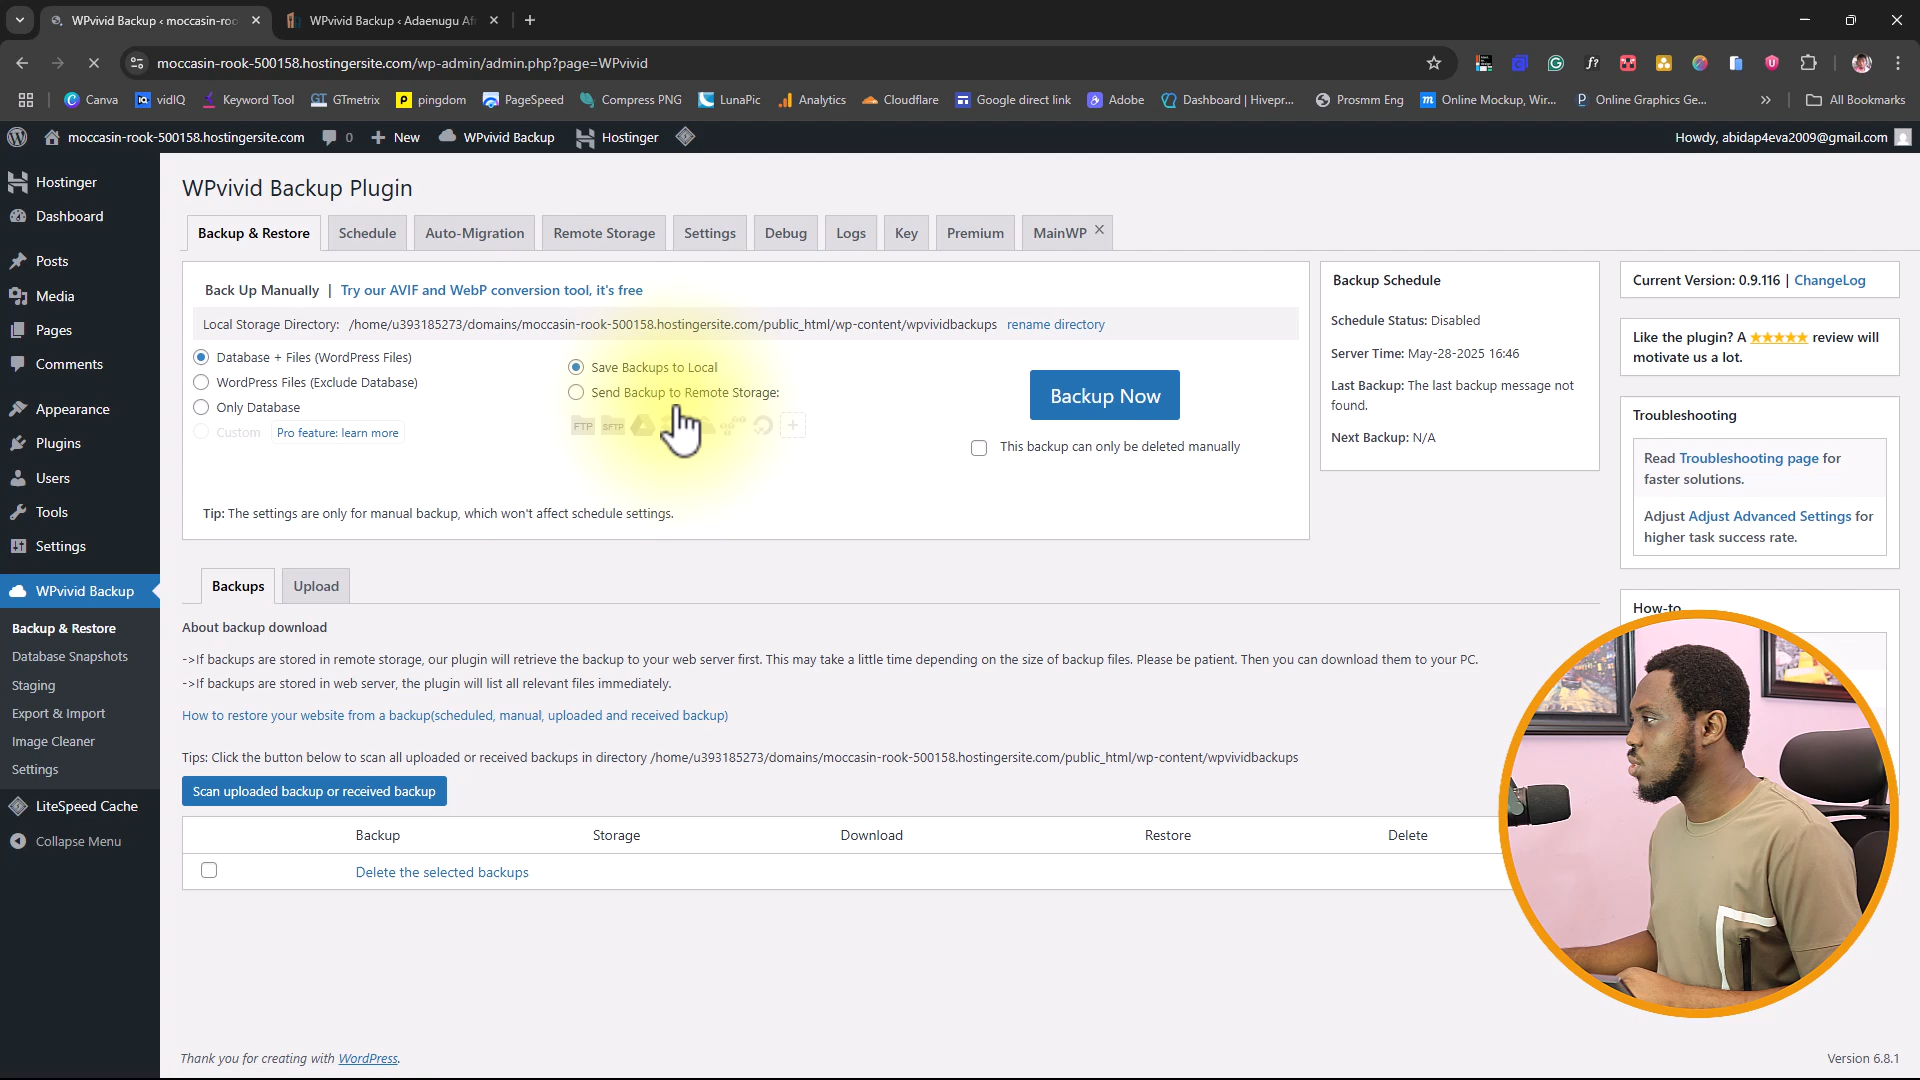 WPvivid Backup ‹ moccasin-roo
WPvivid Backup ‹ Adaenugu Af
moccasin-rook-500158.hostingersite.com/wp-admin/admin.php?page=WPvivid
Canva
vidIQ
Keyword Tool
GTmetrix
pingdom
PageSpeed
Compress PNG
LunaPic
Analytics
Cloudflare
Google direct link
Adobe
Dashboard | Hivepr...
Prosmm Eng
Online Mockup, Wir...
Online Graphics Ge...
All Bookmarks
moccasin-rook-500158.hostingersite.com
0
New
WPvivid Backup
Hostinger
Howdy, abidap4eva2009@gmail.com
Hostinger
Dashboard
Posts
Media
Pages
Comments
Appearance
Plugins
Users
Tools
Settings
WPvivid Backup
Backup & Restore
Database Snapshots
Staging
Export & Import
Image Cleaner
Settings
LiteSpeed Cache
Collapse Menu
WPvivid Backup Plugin
Backup & Restore
Schedule
Auto-Migration
Remote Storage
Settings
Debug
Logs
Key
Premium
MainWP
Back Up Manually | Try our AVIF and WebP conversion tool, it's free
Local Storage Directory: /home/u393185273/domains/moccasin-rook-500158.hostingersite.com/public_html/wp-content/wpvividbackups rename directory
Database + Files (WordPress Files)
WordPress Files (Exclude Database)
Only Database
Custom Pro feature: learn more
Save Backups to Local
Send Backup to Remote Storage:
FTP
SFTP
Backup Now
This backup can only be deleted manually
Tip: The settings are only for manual backup, which won't affect schedule settings.
Backup Schedule
Schedule Status: Disabled
Server Time: May-28-2025 16:46
Last Backup: The last backup message not
found.
Next Backup: N/A
Current Version: 0.9.116 | ChangeLog
Like the plugin? A ★★★★★ review will
motivate us a lot.
Troubleshooting
Read Troubleshooting page for
faster solutions.
Adjust Adjust Advanced Settings for
higher task success rate.
How-to
Backups
Upload
About backup download
->If backups are stored in remote storage, our plugin will retrieve the backup to your web server first. This may take a little time depending on the size of backup files. Please be patient. Then you can download them to your PC.
->If backups are stored in web server, the plugin will list all relevant files immediately.
How to restore your website from a backup(scheduled, manual, uploaded and received backup)
Tips: Click the button below to scan all uploaded or received backups in directory /home/u393185273/domains/moccasin-rook-500158.hostingersite.com/public_html/wp-content/wpvividbackups
Scan uploaded backup or received backup
Backup
Storage
Download
Restore
Delete
Delete the selected backups
Thank you for creating with WordPress.
Version 6.8.1